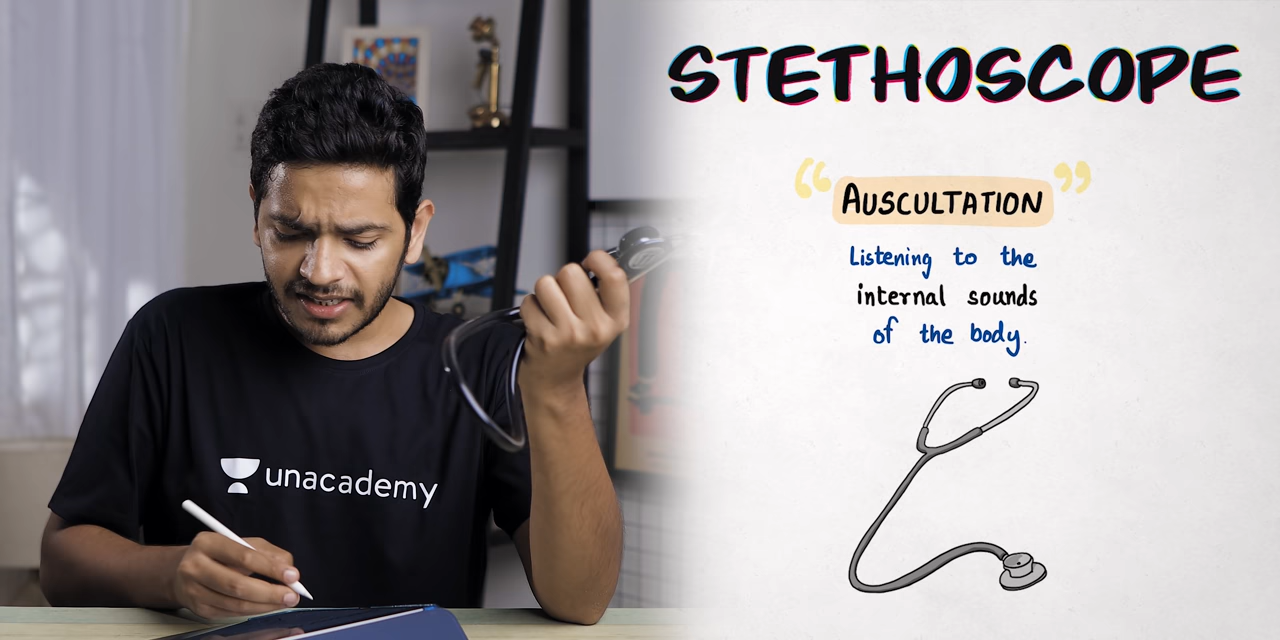 STETHOSCOPE
“AUSCULTATION”
Listening to the
internal sounds
of the body.
unacademy